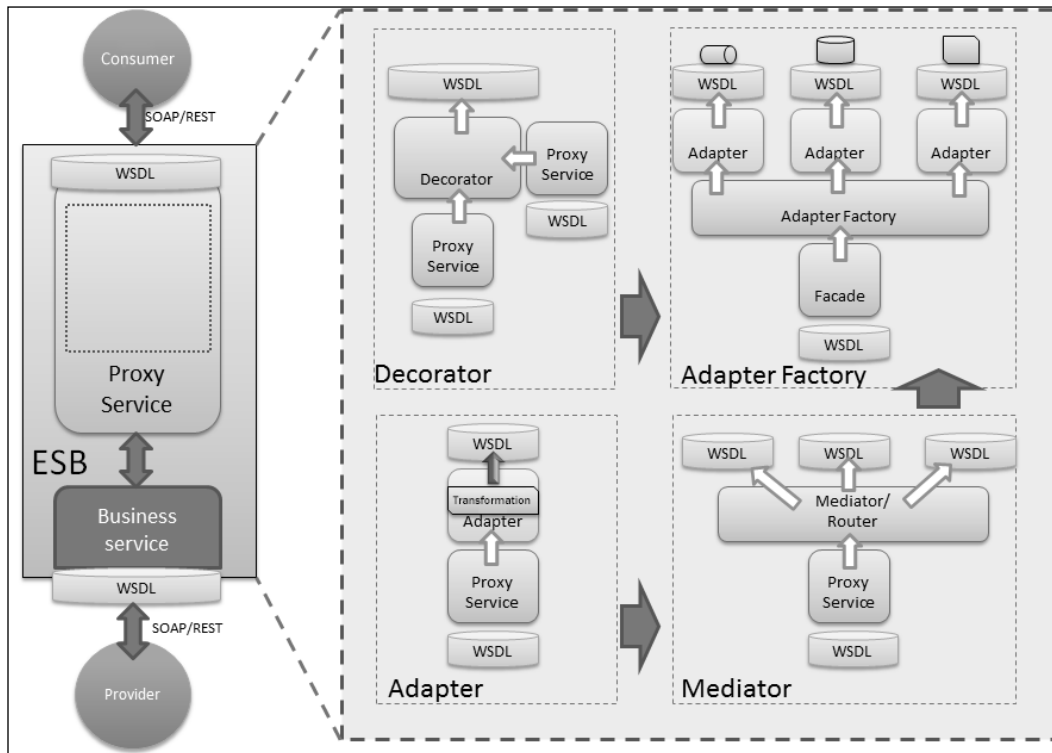 Consumer
SOAP/REST
WSDL
Proxy
Service
ESB
Business
service
WSDL
SOAP/REST
Provider
WSDL
Decorator
Proxy
Service
WSDL
Proxy
Service
WSDL
Decorator
WSDL
WSDL
WSDL
Adapter
Adapter
Adapter
Adapter Factory
Facade
WSDL
Adapter Factory
WSDL
Transformation
Adapter
Proxy
Service
WSDL
Adapter
WSDL
WSDL
WSDL
Mediator/
Router
Proxy
Service
WSDL
Mediator